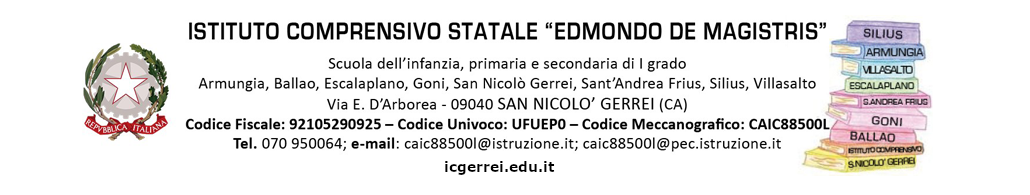 ISTITUTO COMPRENSIVO STATALE “EDMONDO DE MAGISTRIS”
Scuola dell’infanzia, primaria e secondaria di I grado
Armungia, Ballao, Escalaplano, Goni, San Nicolò Gerrei, Sant’Andrea Frius, Silius, Villasalto
Via E. D’Arborea - 09040 SAN NICOLO’ GERREI (CA)
Codice Fiscale: 92105290925 – Codice Univoco: UFUEP0 – Codice Meccanografico: CAIC88500L
Tel. 070 950064; e-mail: caic88500l@istruzione.it; caic88500l@pec.istruzione.it
icgerrei.edu.it
REPVBBLICA ITALIANA
SILIUS
ARMUNGIA
VILLASALTO
ESCALAPLANO
S.ANDREA FRIUS
GONI
BALLAO
ISTITUTO COMPRENSIVO
S.NICOLO' GERREI